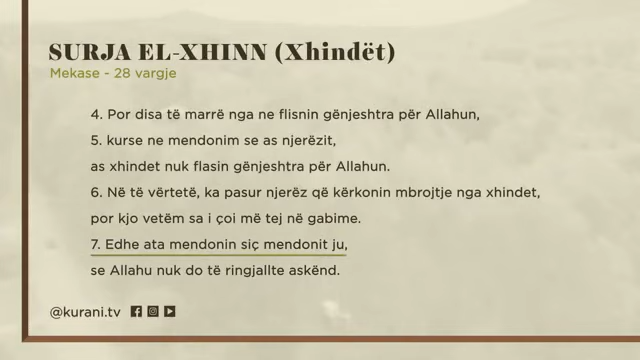 SURJA EL-XHINN (Xhindët)
Mekase - 28 vargje
4. Por disa të marrë nga ne flisnin gënjeshtra për Allahun,
5. kurse ne mendonim se as njerëzit,
as xhindet nuk flasin gënjeshtra për Allahun.
6. Në të vërtetë, ka pasur njerëz që kërkonin mbrojtje nga xhindet,
por kjo vetëm sa i çoi më tej në gabime.
7. Edhe ata mendonin siç mendonit ju,
se Allahu nuk do të ringjallte askënd.
@kurani.tv